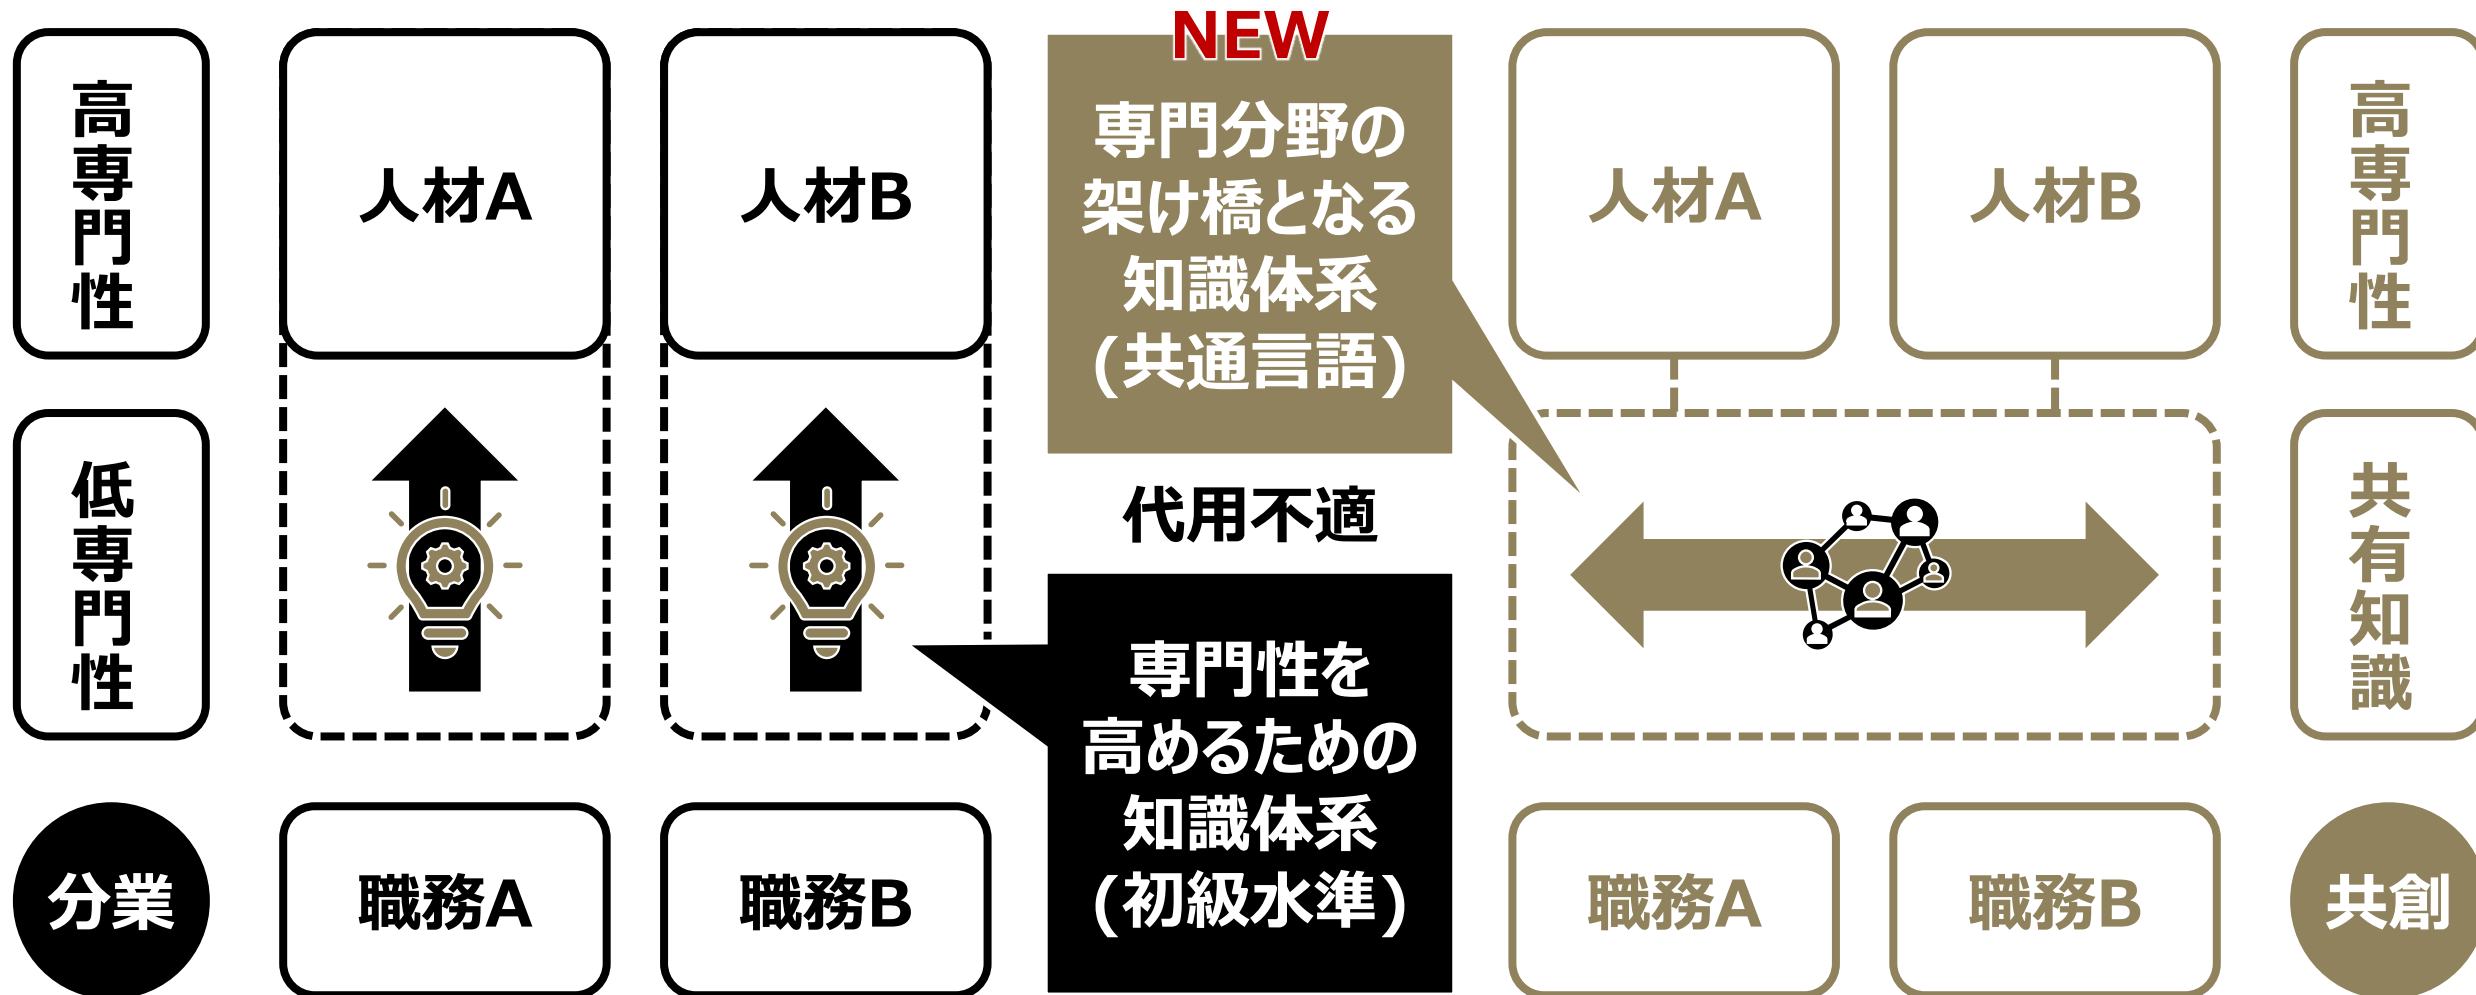 高専門性
人材A
人材B
NEW
専門分野の
架け橋となる
知識体系
(共通言語)
人材A
人材B
高専門性
低専門性
代用不適
共有知識
専門性を
高めるための
知識体系
(初級水準)
分業
職務A
職務B
職務A
職務B
共創